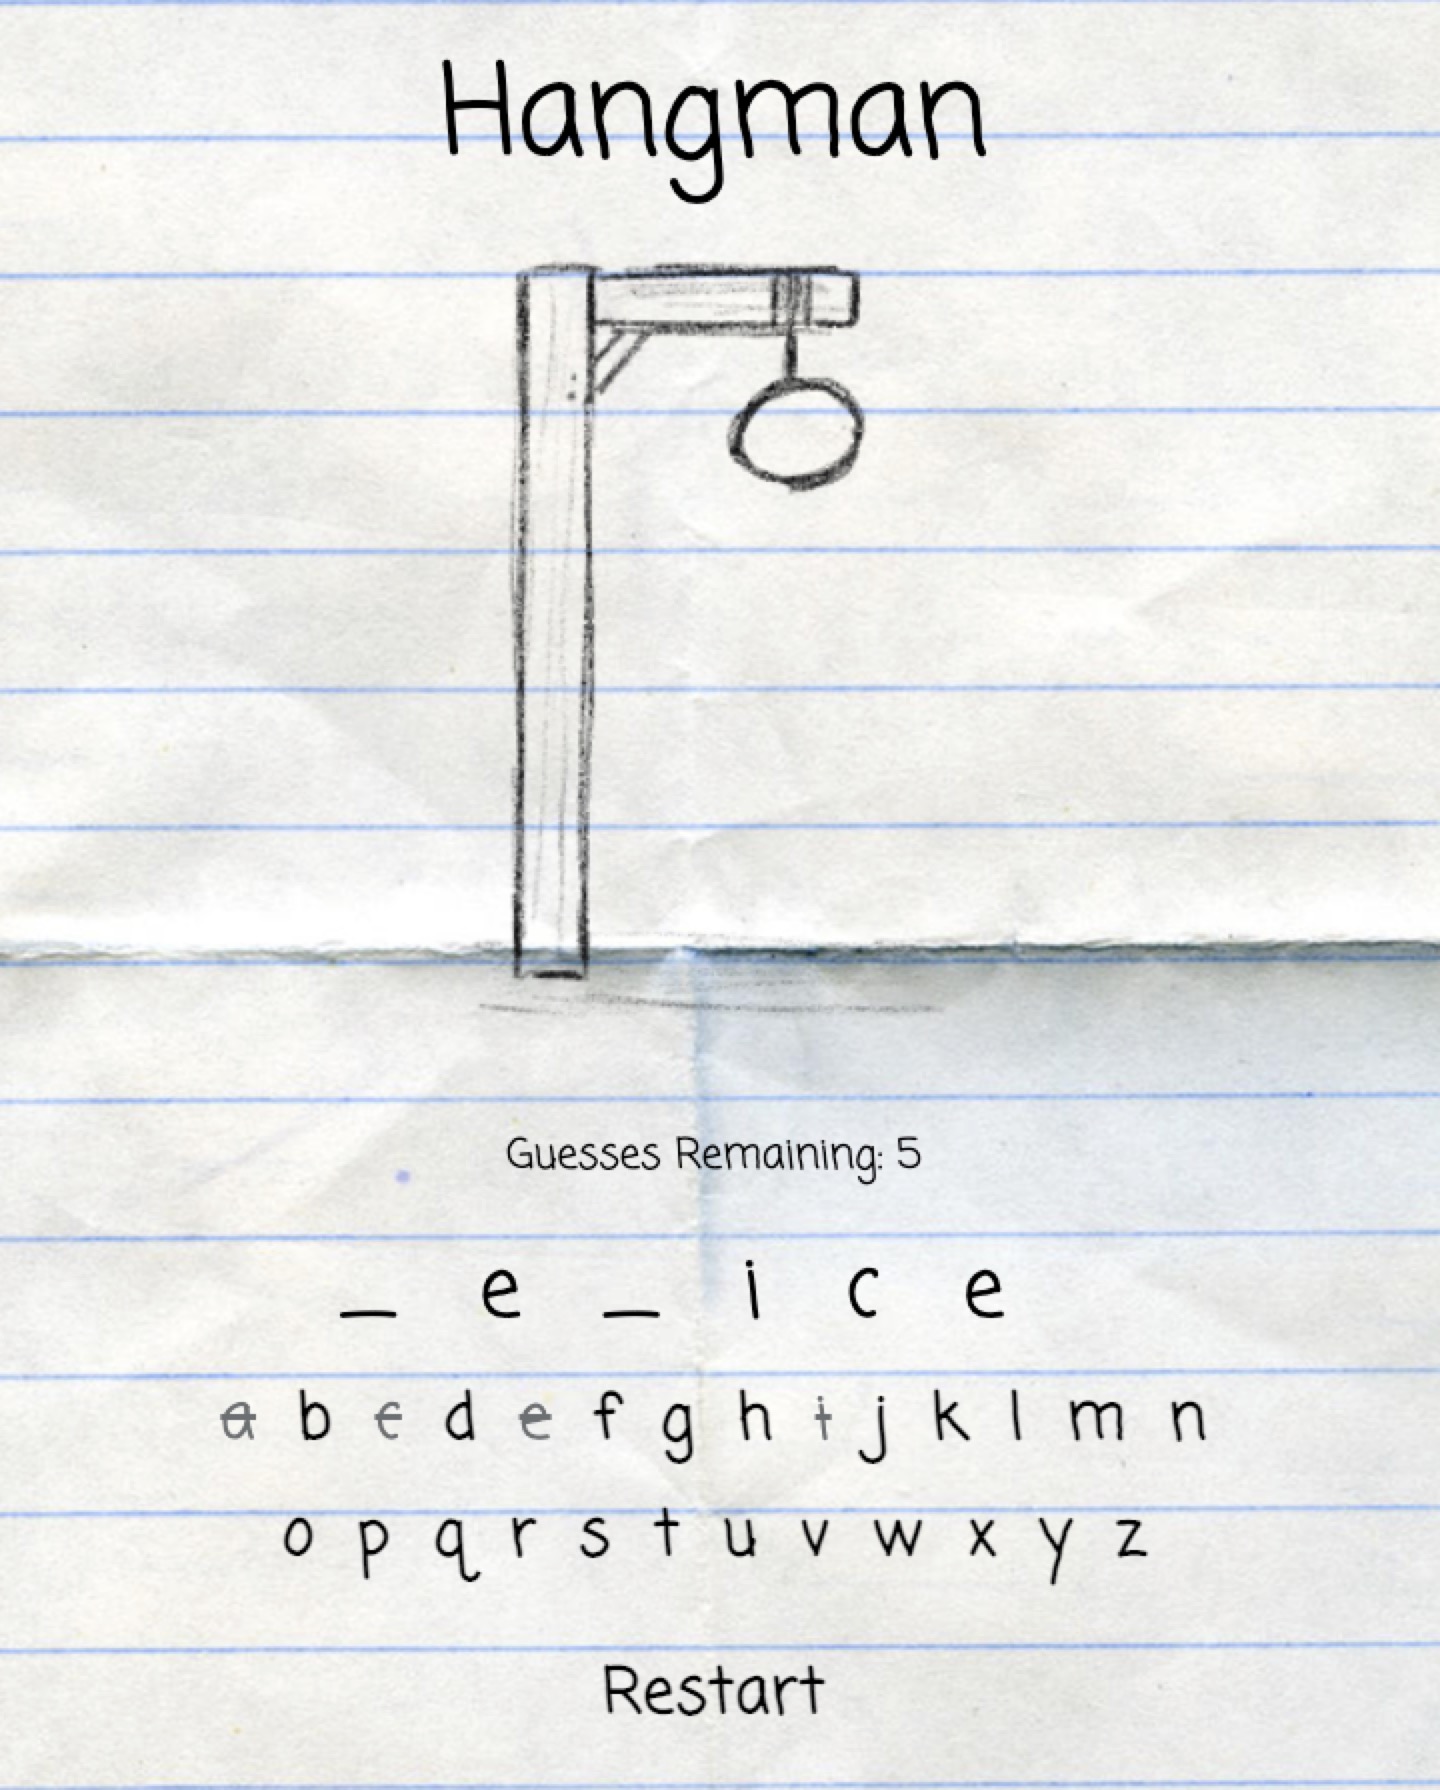 Hangman
Guesses Remaining: 5
_ e _ i c e
a b c d e f g h i j k l m n
o p q r s t u v w x y z
Restart